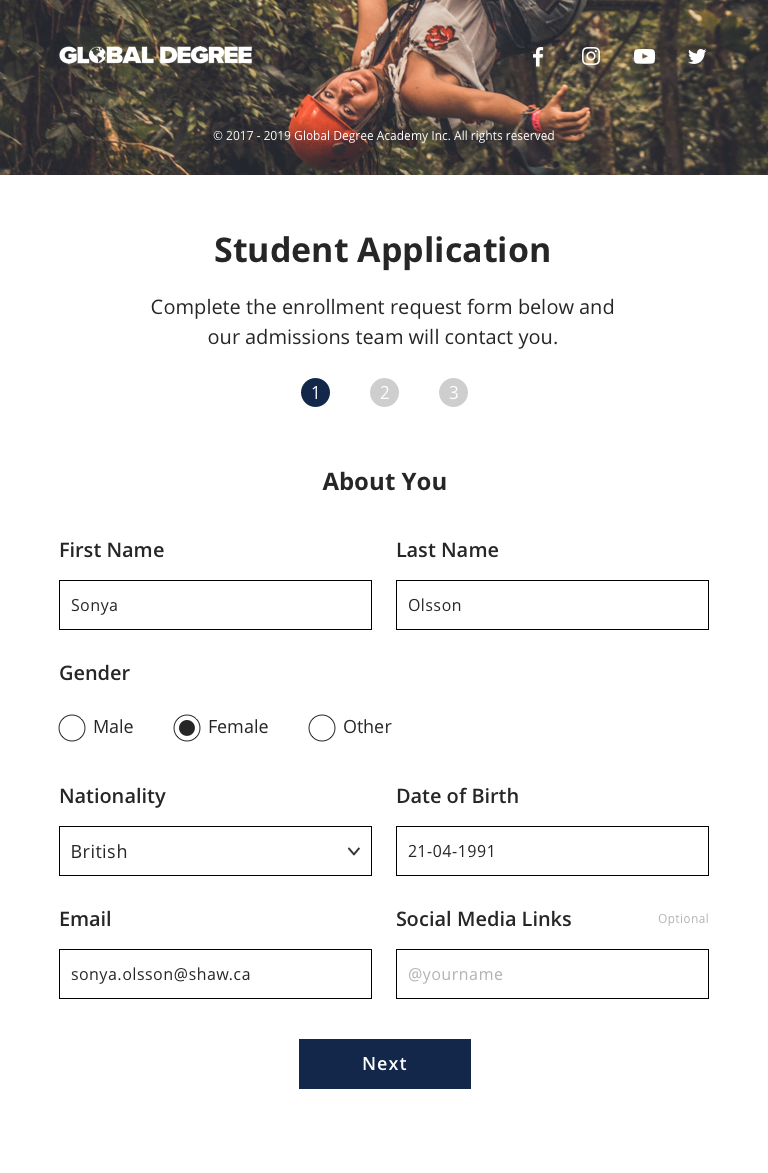 GLOBAL DEGREE
© 2017 - 2019 Global Degree Academy Inc. All rights reserved
Student Application
Complete the enrollment request form below and
our admissions team will contact you.
1 2 3
About You
First Name Last Name
Sonya Olsson
Gender
Male Female Other
Nationality Date of Birth
British 21-04-1991
Email Social Media Links Optional
sonya.olsson@shaw.ca @yourname
Next